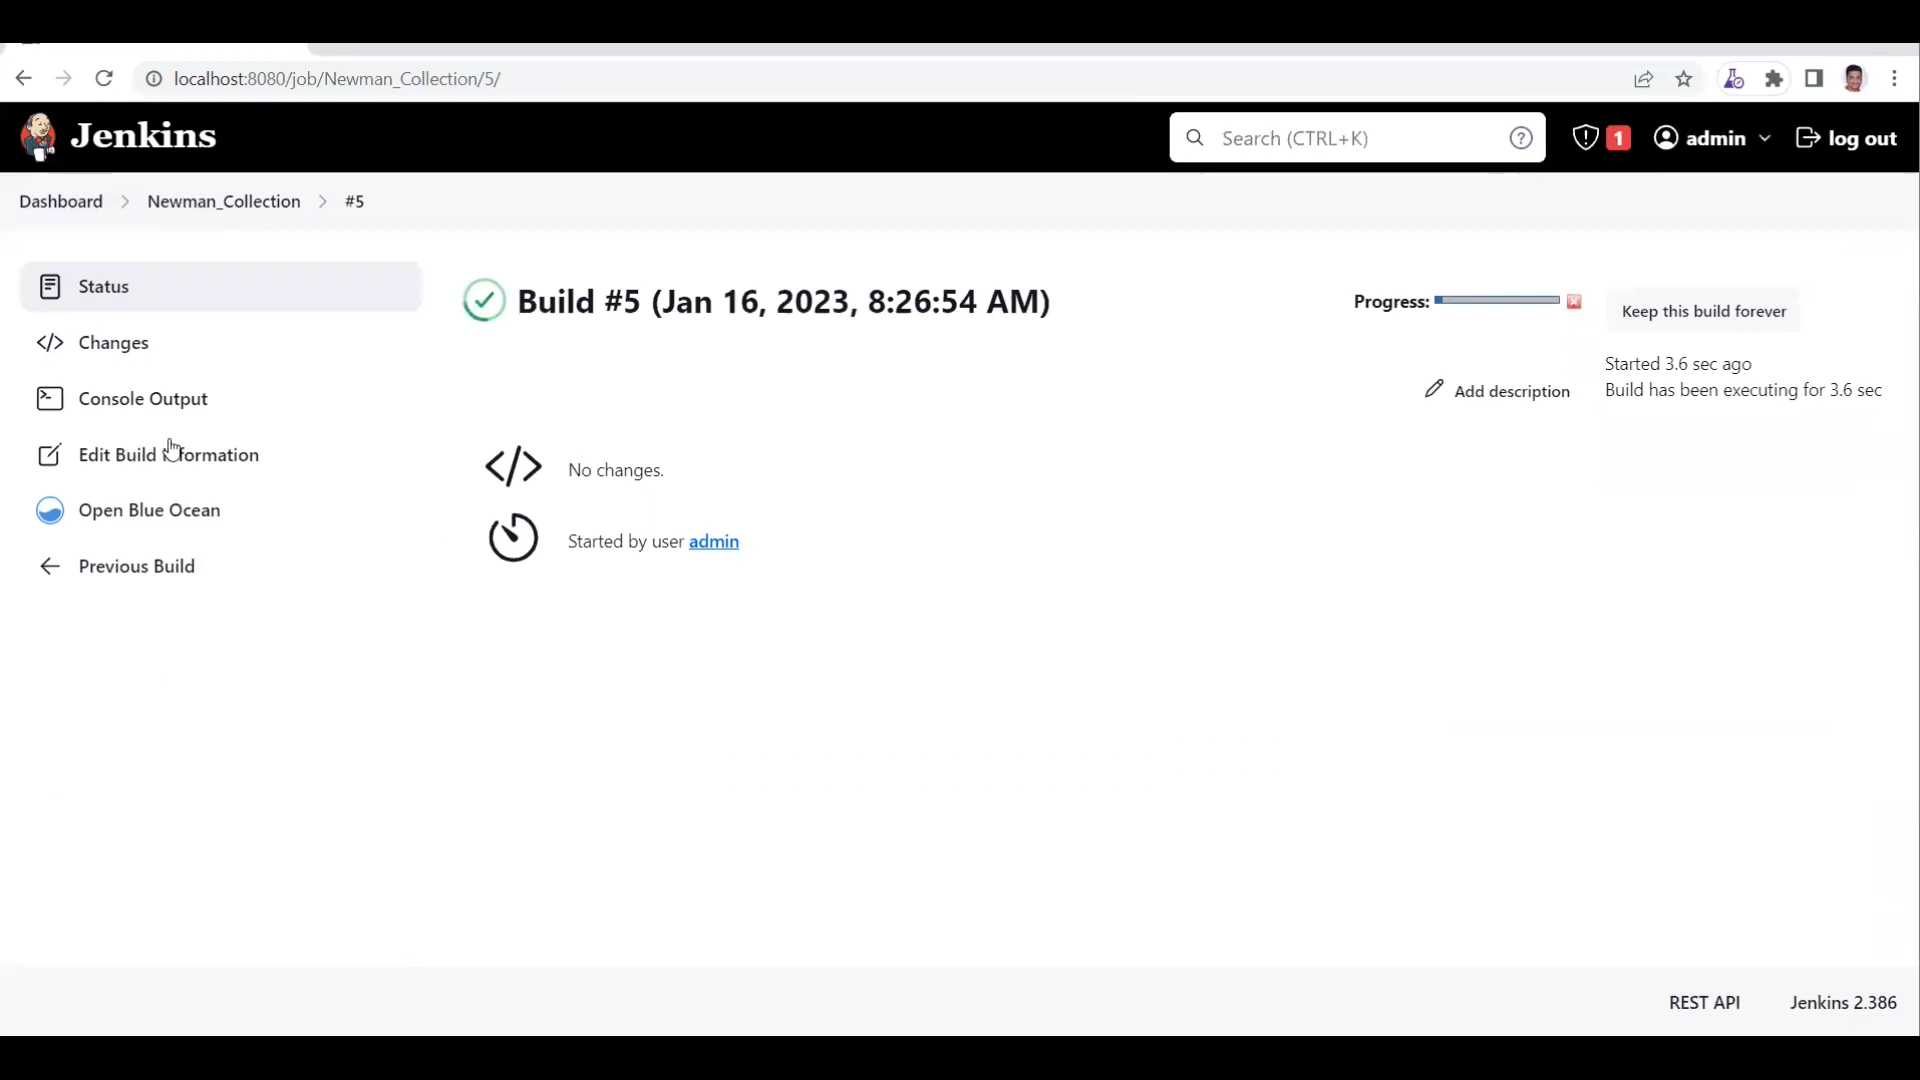 localhost:8080/job/Newman_Collection/5/
Jenkins
Search (CTRL+K)
1
admin
log out
Dashboard
Newman_Collection
#5
Status
Changes
Console Output
Edit Build Information
Open Blue Ocean
Previous Build
Build #5 (Jan 16, 2023, 8:26:54 AM)
Progress:
Keep this build forever
Started 3.6 sec ago
Build has been executing for 3.6 sec
Add description
No changes.
Started by user admin
REST API
Jenkins 2.386